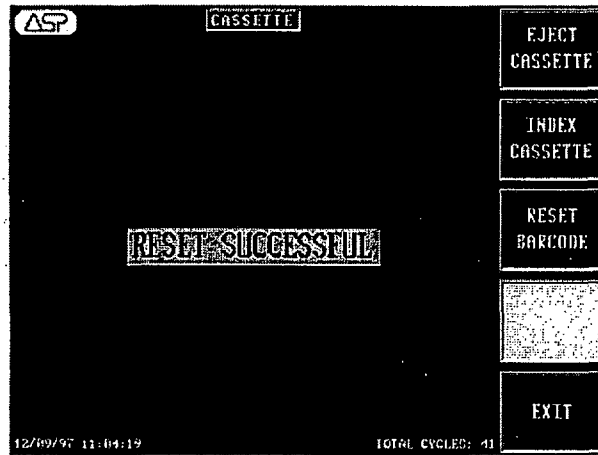 ASP
CASSETTE
EJECT
CASSETTE
INDEX
CASSETTE
RESET
BARCODE
RESET SUCCESSFUL
EXIT
12/09/97 11:04:19
TOTAL CYCLES: 41